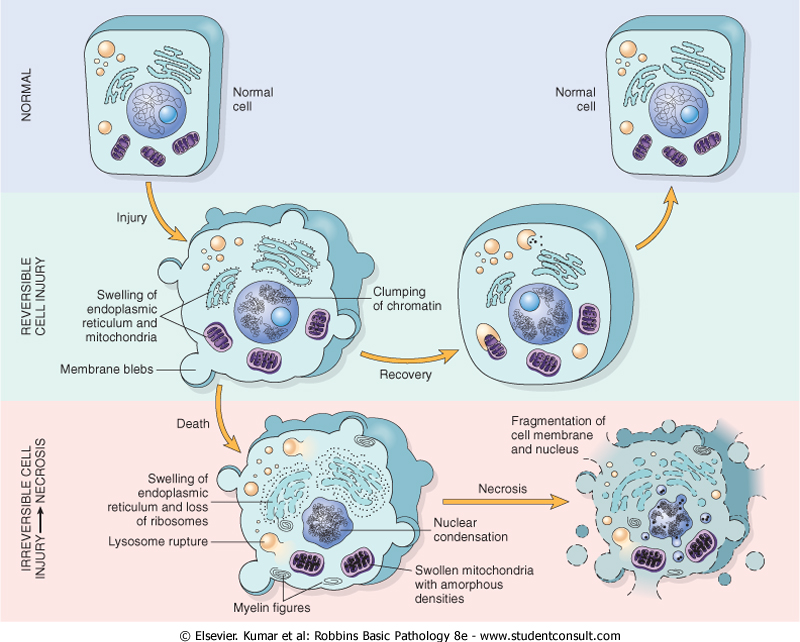 NORMAL
Normal
cell
Normal
cell
REVERSIBLE
CELL INJURY
Injury
Swelling of
endoplasmic
reticulum and
mitochondria
Clumping
of chromatin
Membrane blebs
Recovery
IRREVERSIBLE CELL
INJURY → NECROSIS
Death
Fragmentation of
cell membrane
and nucleus
Swelling of
endoplasmic
reticulum and loss
of ribosomes
Necrosis
Lysosome rupture
Nuclear
condensation
Swollen mitochondria
with amorphous
densities
Myelin figures
© Elsevier. Kumar et al: Robbins Basic Pathology 8e - www.studentconsult.com